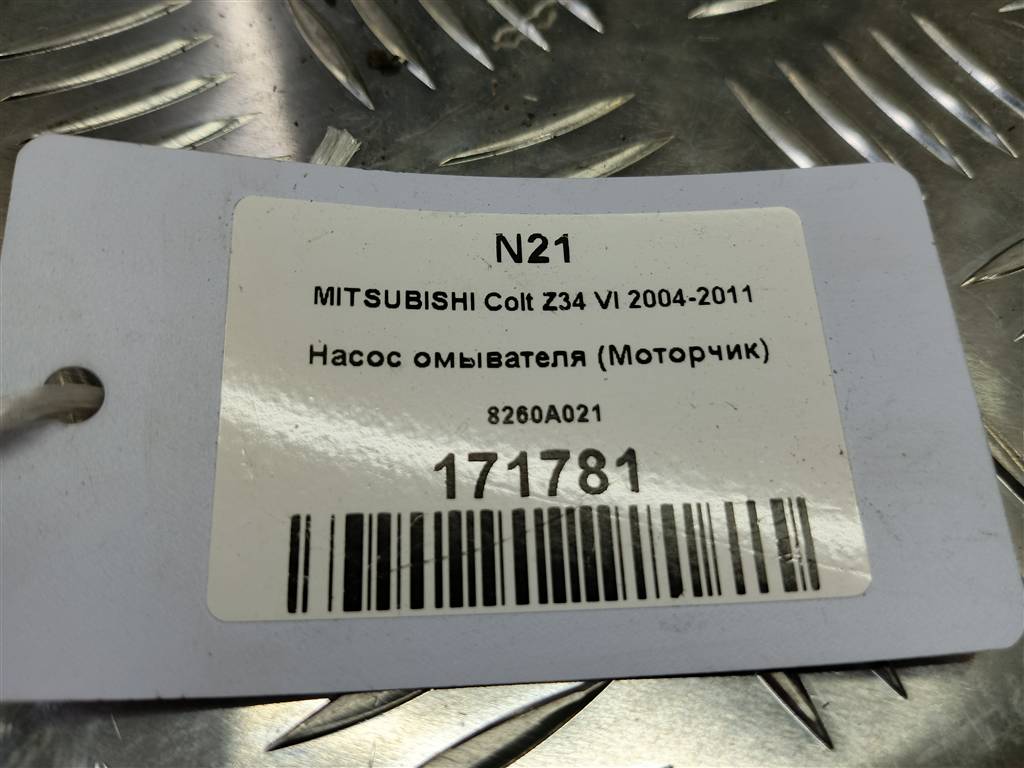 N21
MITSUBISHI Colt Z34 VI 2004-2011
Насос омывателя (Моторчик)
8260A021
171781